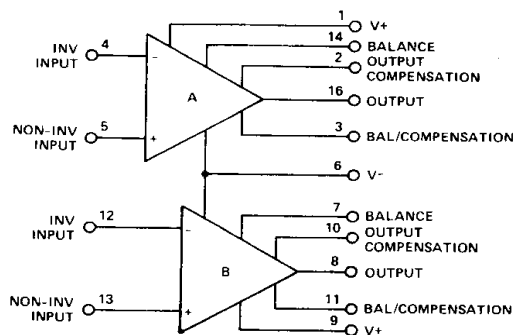 1 V+
14 BALANCE
INV INPUT 4 −
2 OUTPUT COMPENSATION
A
16 OUTPUT
NON-INV INPUT 5 +
3 BAL/COMPENSATION
6 V−
7 BALANCE
INV INPUT 12 −
10 OUTPUT COMPENSATION
B
8 OUTPUT
NON-INV INPUT 13 +
11 BAL/COMPENSATION
9 V+